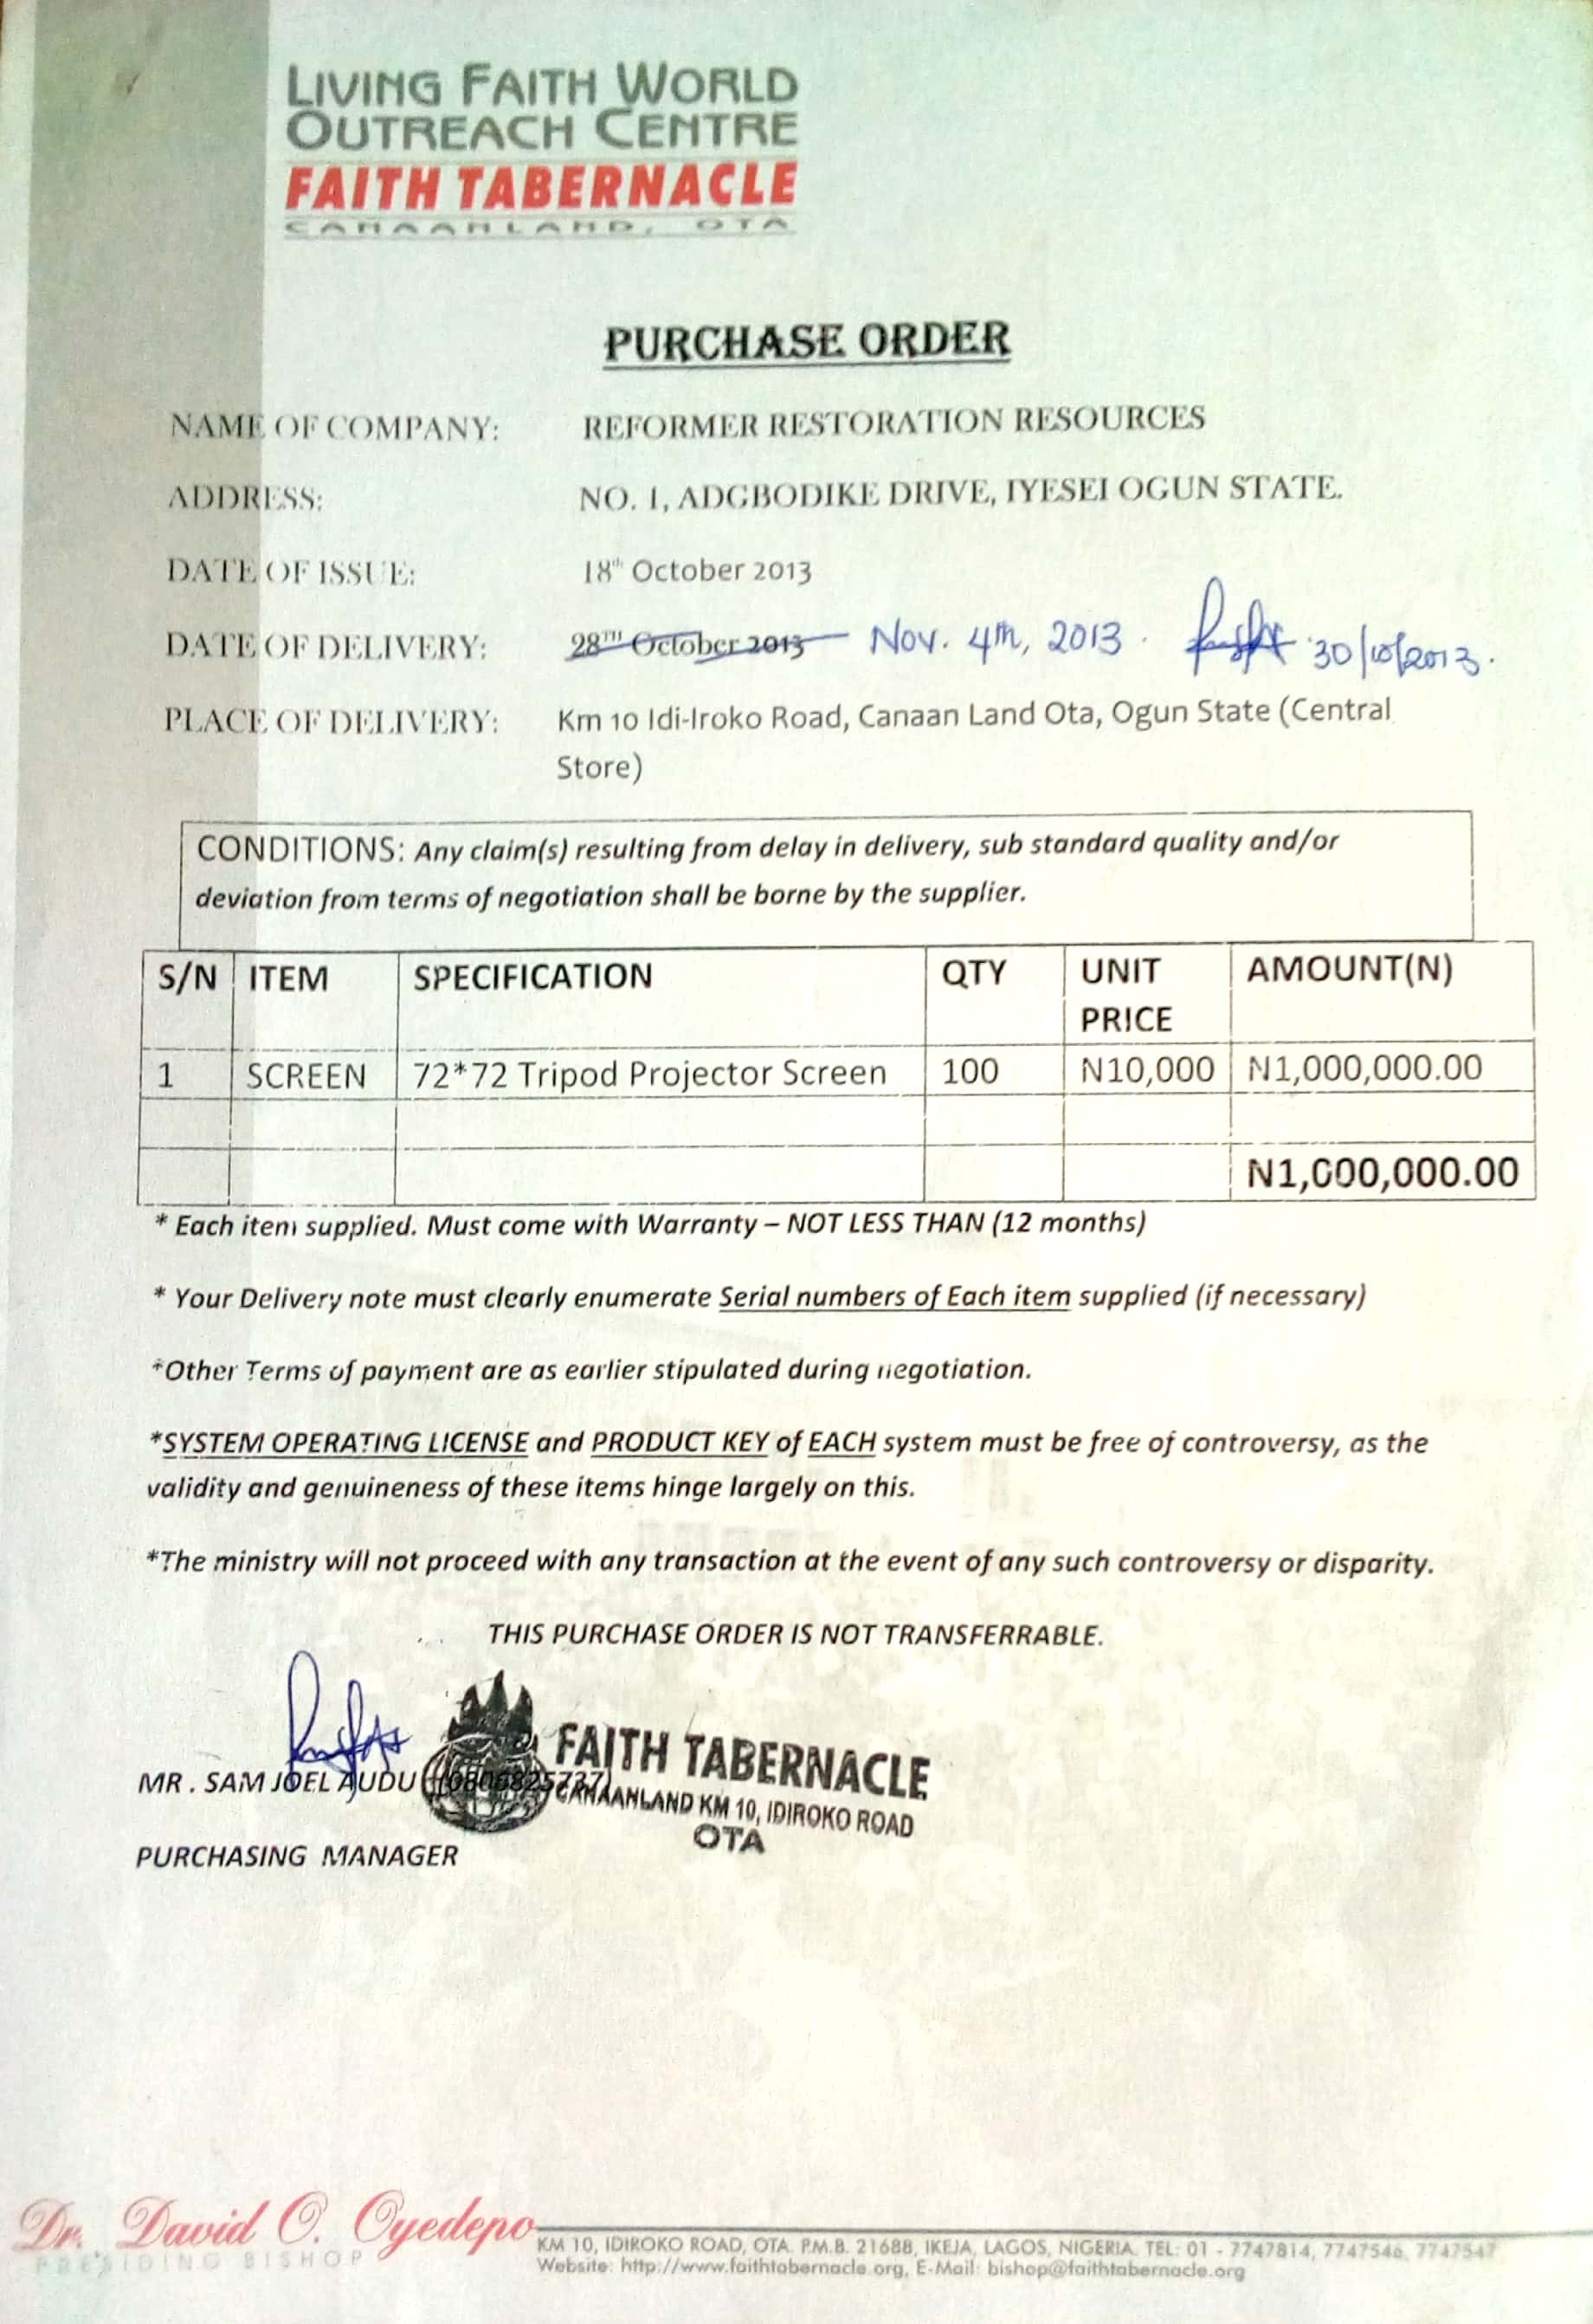 LIVING FAITH WORLD
OUTREACH CENTRE
FAITH TABERNACLE
CANAANLAND, OTA
PURCHASE ORDER
NAME OF COMPANY: REFORMER RESTORATION RESOURCES
ADDRESS: NO. 1, ADGBODIKE DRIVE, IYESEI OGUN STATE.
DATE OF ISSUE: 18th October 2013
DATE OF DELIVERY: 28TH October 2013 Nov. 4th, 2013. 30/10/2013.
PLACE OF DELIVERY: Km 10 Idi-Iroko Road, Canaan Land Ota, Ogun State (Central
Store)
CONDITIONS: Any claim(s) resulting from delay in delivery, sub standard quality and/or
deviation from terms of negotiation shall be borne by the supplier.
S/N ITEM SPECIFICATION QTY UNIT PRICE AMOUNT(N)
1 SCREEN 72*72 Tripod Projector Screen 100 N10,000 N1,000,000.00
N1,000,000.00
* Each item supplied. Must come with Warranty – NOT LESS THAN (12 months)
* Your Delivery note must clearly enumerate Serial numbers of Each item supplied (if necessary)
*Other Terms of payment are as earlier stipulated during negotiation.
*SYSTEM OPERATING LICENSE and PRODUCT KEY of EACH system must be free of controversy, as the
validity and genuineness of these items hinge largely on this.
*The ministry will not proceed with any transaction at the event of any such controversy or disparity.
THIS PURCHASE ORDER IS NOT TRANSFERRABLE.
MR . SAM JOEL AUDU
FAITH TABERNACLE
CANAANLAND KM 10, IDIROKO ROAD
OTA
PURCHASING MANAGER
Dr. David O. Oyedepo
PRESIDING BISHOP
KM 10, IDIROKO ROAD, OTA. P.M.B. 21688, IKEJA, LAGOS, NIGERIA. TEL: 01 - 7747814, 7747546, 7747547
Website: http://www.faithtabernacle.org, E-Mail: bishop@faithtabernacle.org